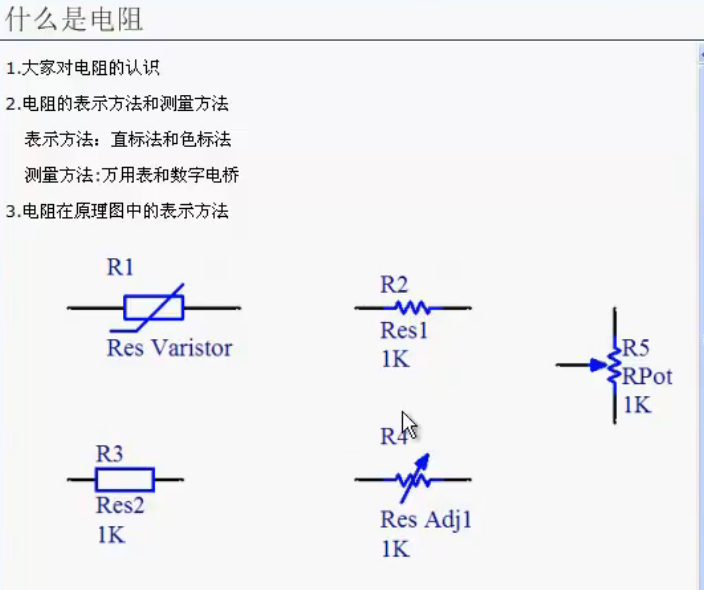 什么是电阻
1.大家对电阻的认识
2.电阻的表示方法和测量方法
表示方法：直标法和色标法
测量方法:万用表和数字电桥
3.电阻在原理图中的表示方法
R1
Res Varistor
R2
Res1
1K
R5
RPot
1K
R3
Res2
1K
R4
Res Adj1
1K